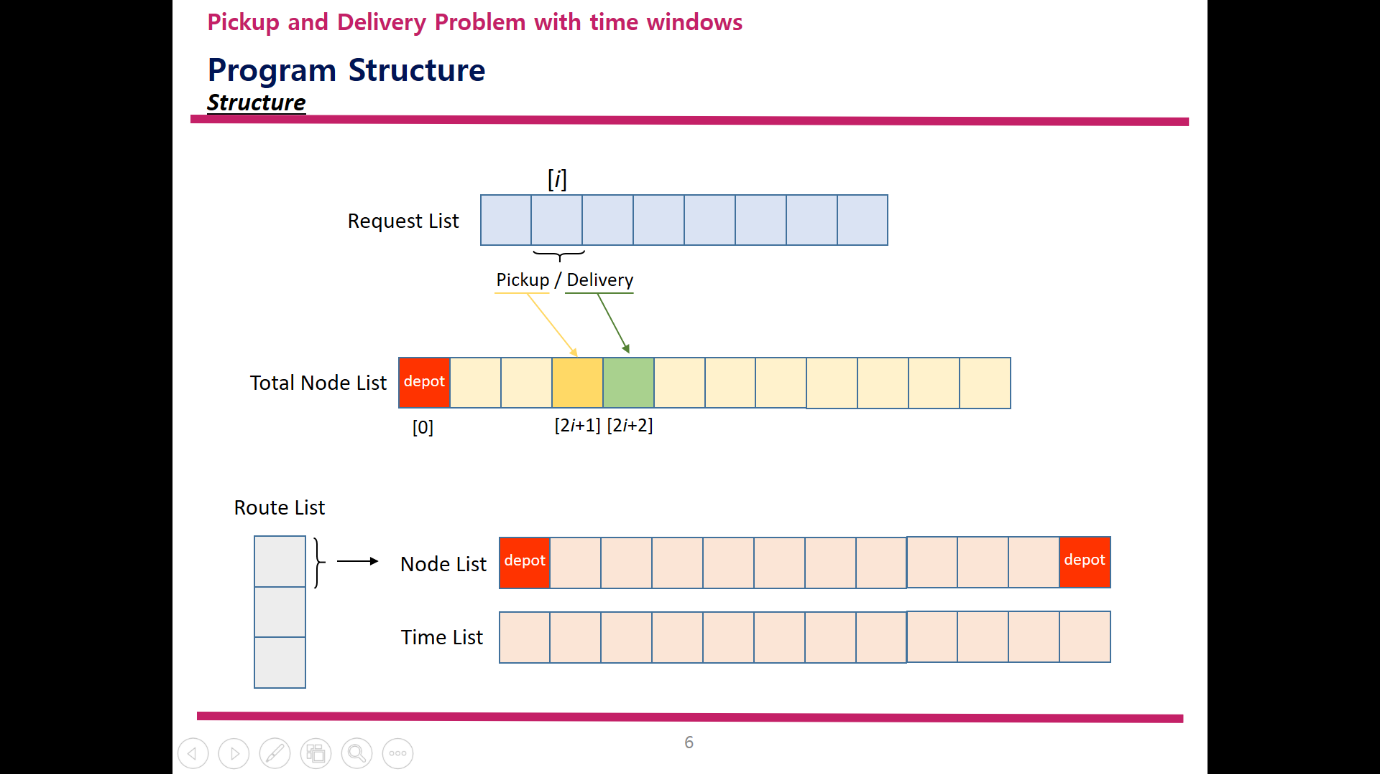 Pickup and Delivery Problem with time windows
Program Structure
Structure
[i]
Request List
Pickup / Delivery
Total Node List
depot
[0]
[2i+1] [2i+2]
Route List
Node List
depot
depot
Time List
6